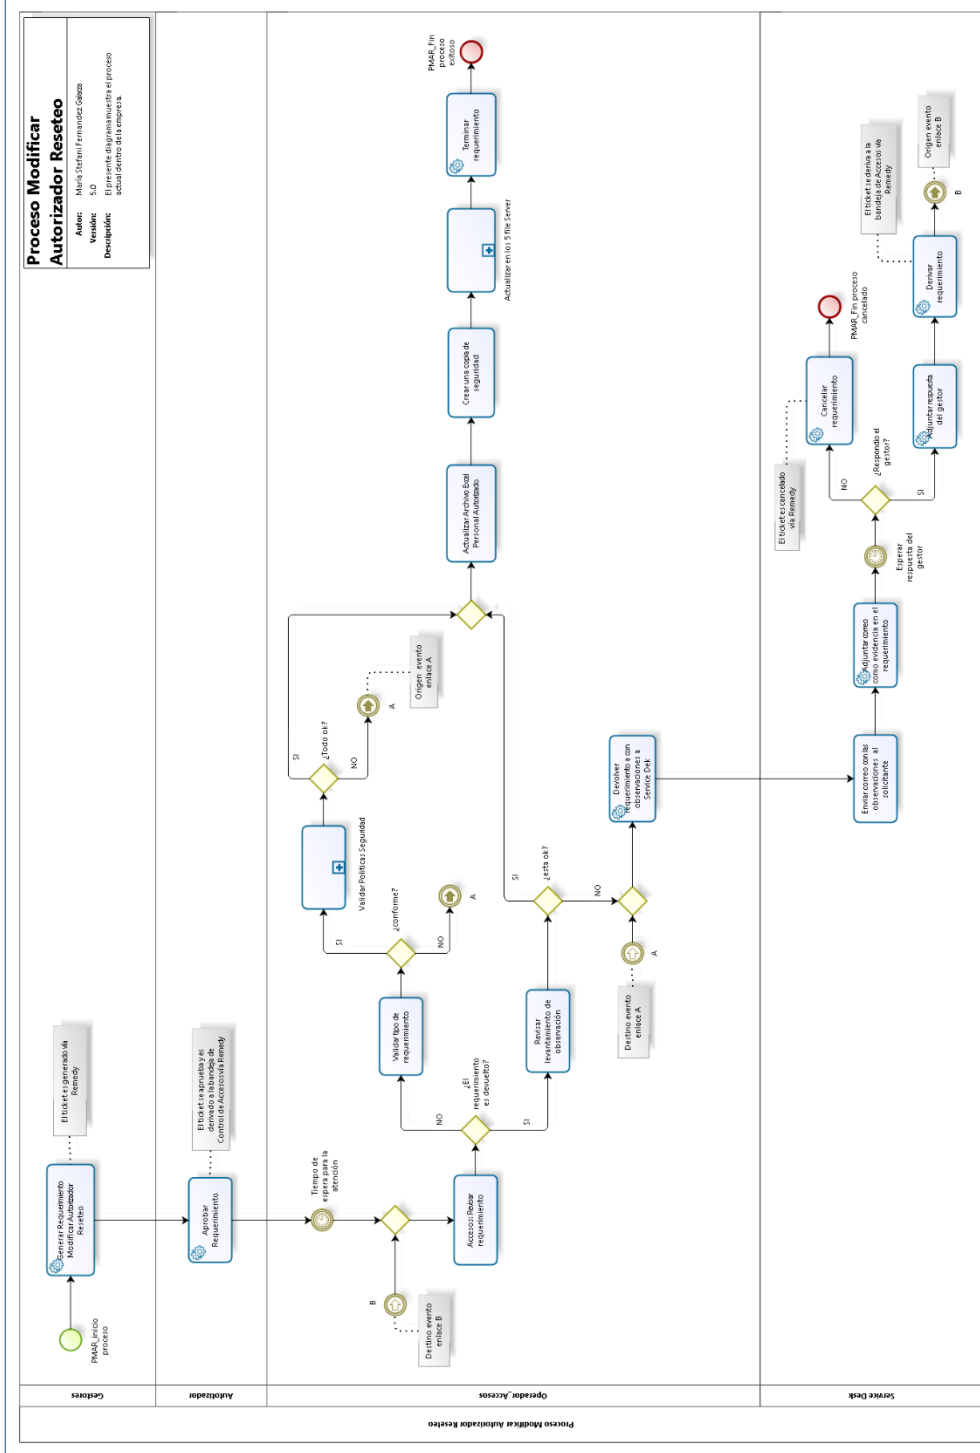 Proceso Modificar
Autorizador Reseteo
Autor: Maria Stefani Fernandez Galarza
Versión: 5.0
Descripción: El presente diagrama muestra el proceso
actual dentro de la empresa.
Proceso Modificar Autorizador Reseteo
Gestores
PMAR_inicio
proceso
Generar Requerimiento
Modificar Autorizador
Reseteo
El ticket es generado vía
Remedy
Autotizador
Aprobar
Requerimiento
El ticket se aprueba y es
derivado a la bandeja de
Control de Accesos vía Remedy
Operador_Accesos
Tiempo de
espera para la
atención
B
Destino evento
enlace B
Accesos: Revisar
requerimiento
¿El
requerimiento
es devuelto?
NO
SI
Validar tipo de
requerimiento
¿conforme?
SI
NO
A
Validar Políticas Seguridad
¿Todo ok?
SI
NO
A
Origen evento
enlace A
Revisar
levantamiento de
observación
¿esta ok?
SI
NO
Destino evento
enlace A
A
Devolver
requerimiento a con
observaciones a
Service Dek
Actualizar Archivo Excel
Personal Autorizado
Crear una copia de
seguridad
Actualizar en los 5 file Server
Terminar
requerimiento
PMAR_Fin
proceso
exitoso
Service Desk
Enviar correo con las
observaciones al
solicitante
Adjuntar correo
como evidencia en el
requerimiento
Esperar
respuesta del
gestor
¿Respondio el
gestor?
NO
SI
El ticket es cancelado
vía Remedy
Cancelar
requerimiento
PMAR_Fin proceso
cancelado
Adjuntar respuesta
del gestor
Derivar
requerimiento
El ticket se deriva a la
bandeja de Accesos vía
Remedy
B
Origen evento
enlace B